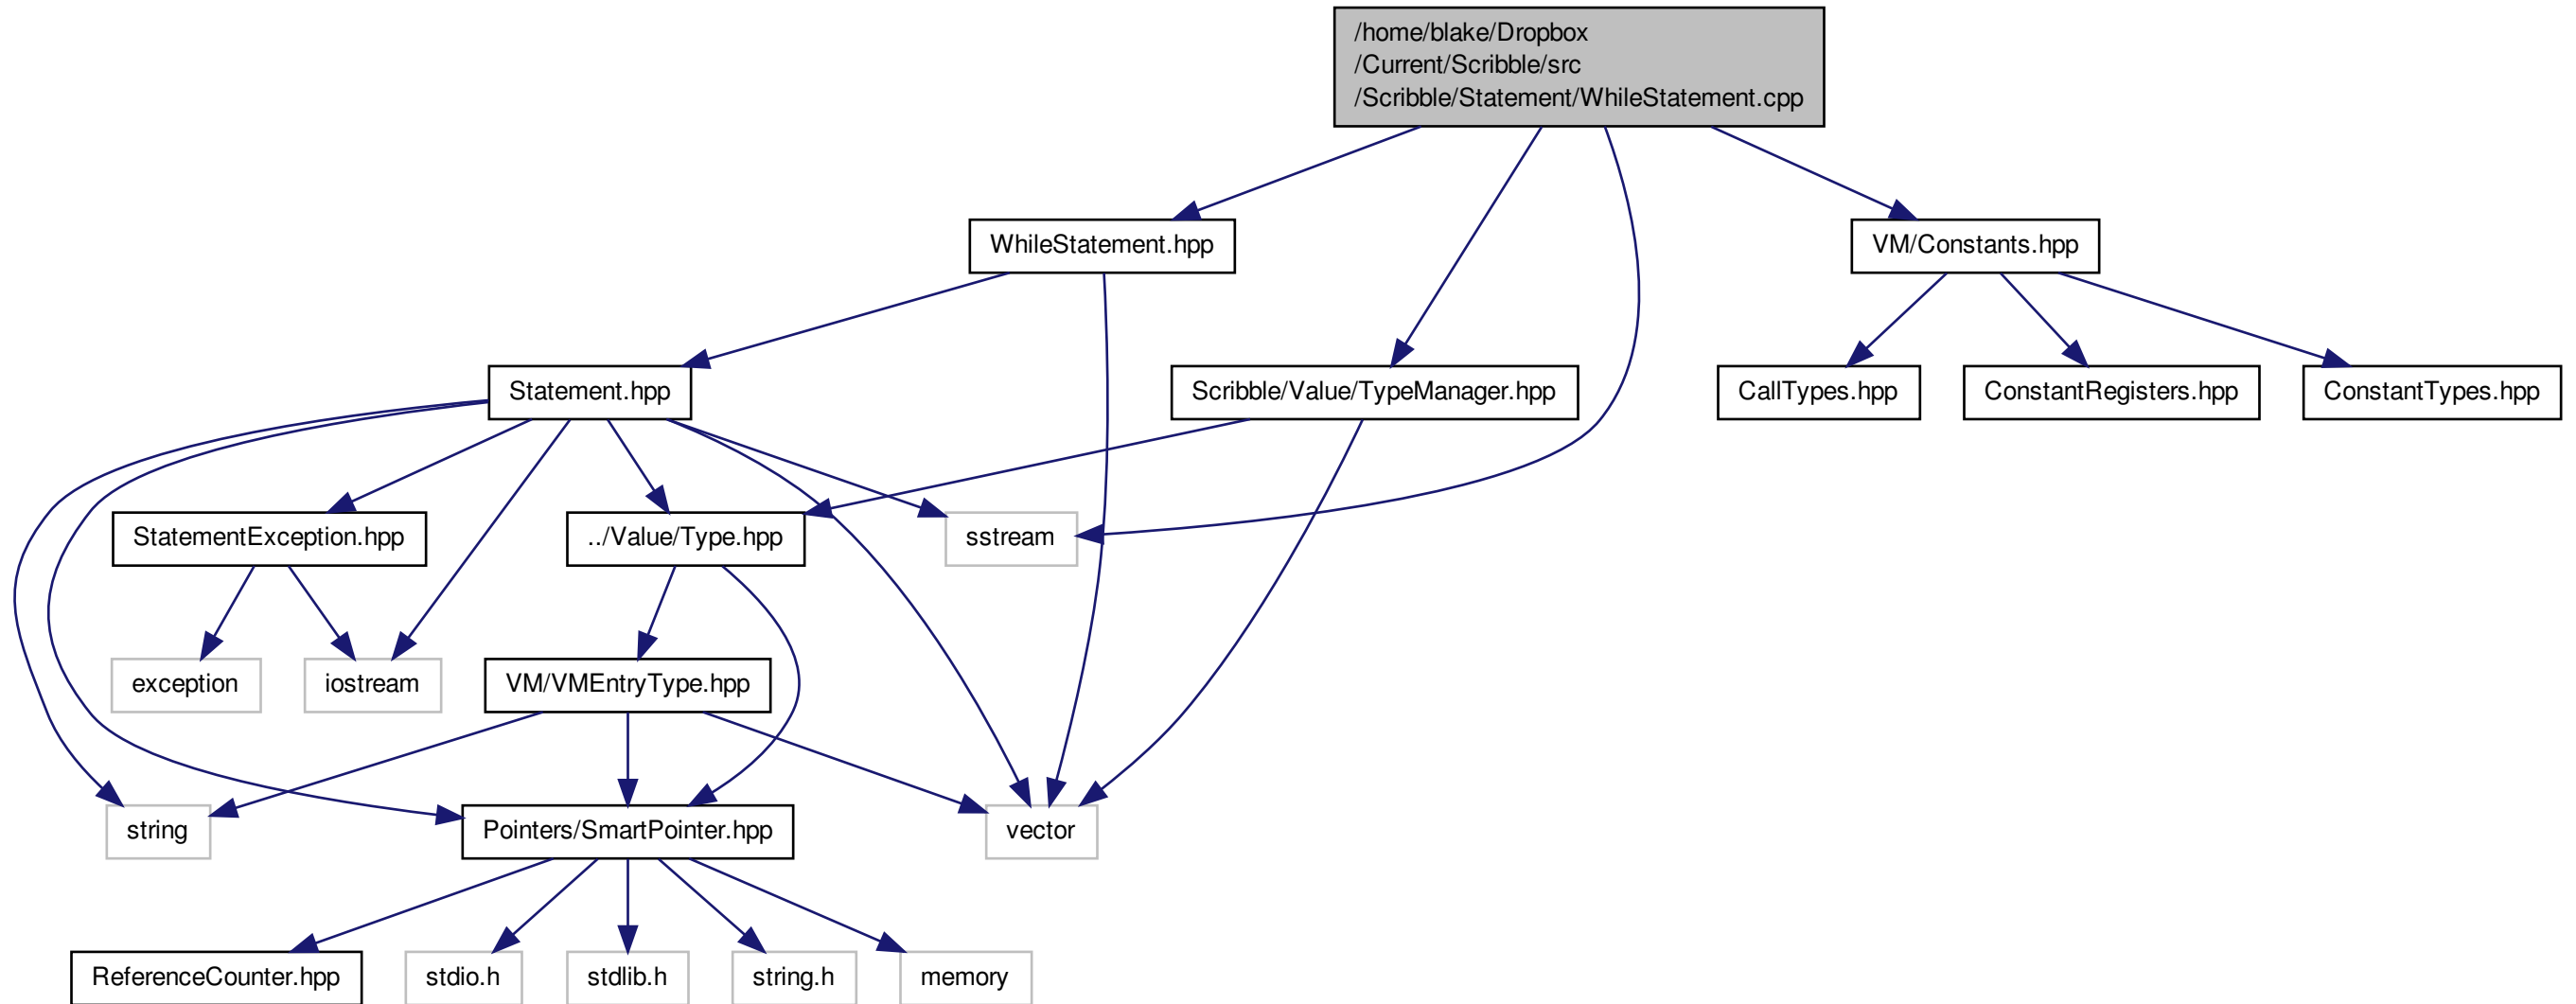 /home/blake/Dropbox
/Current/Scribble/src
/Scribble/Statement/WhileStatement.cpp
WhileStatement.hpp
VM/Constants.hpp
Statement.hpp
Scribble/Value/TypeManager.hpp
CallTypes.hpp
ConstantRegisters.hpp
ConstantTypes.hpp
StatementException.hpp
../Value/Type.hpp
sstream
exception
iostream
VM/VMEntryType.hpp
string
Pointers/SmartPointer.hpp
vector
ReferenceCounter.hpp
stdio.h
stdlib.h
string.h
memory